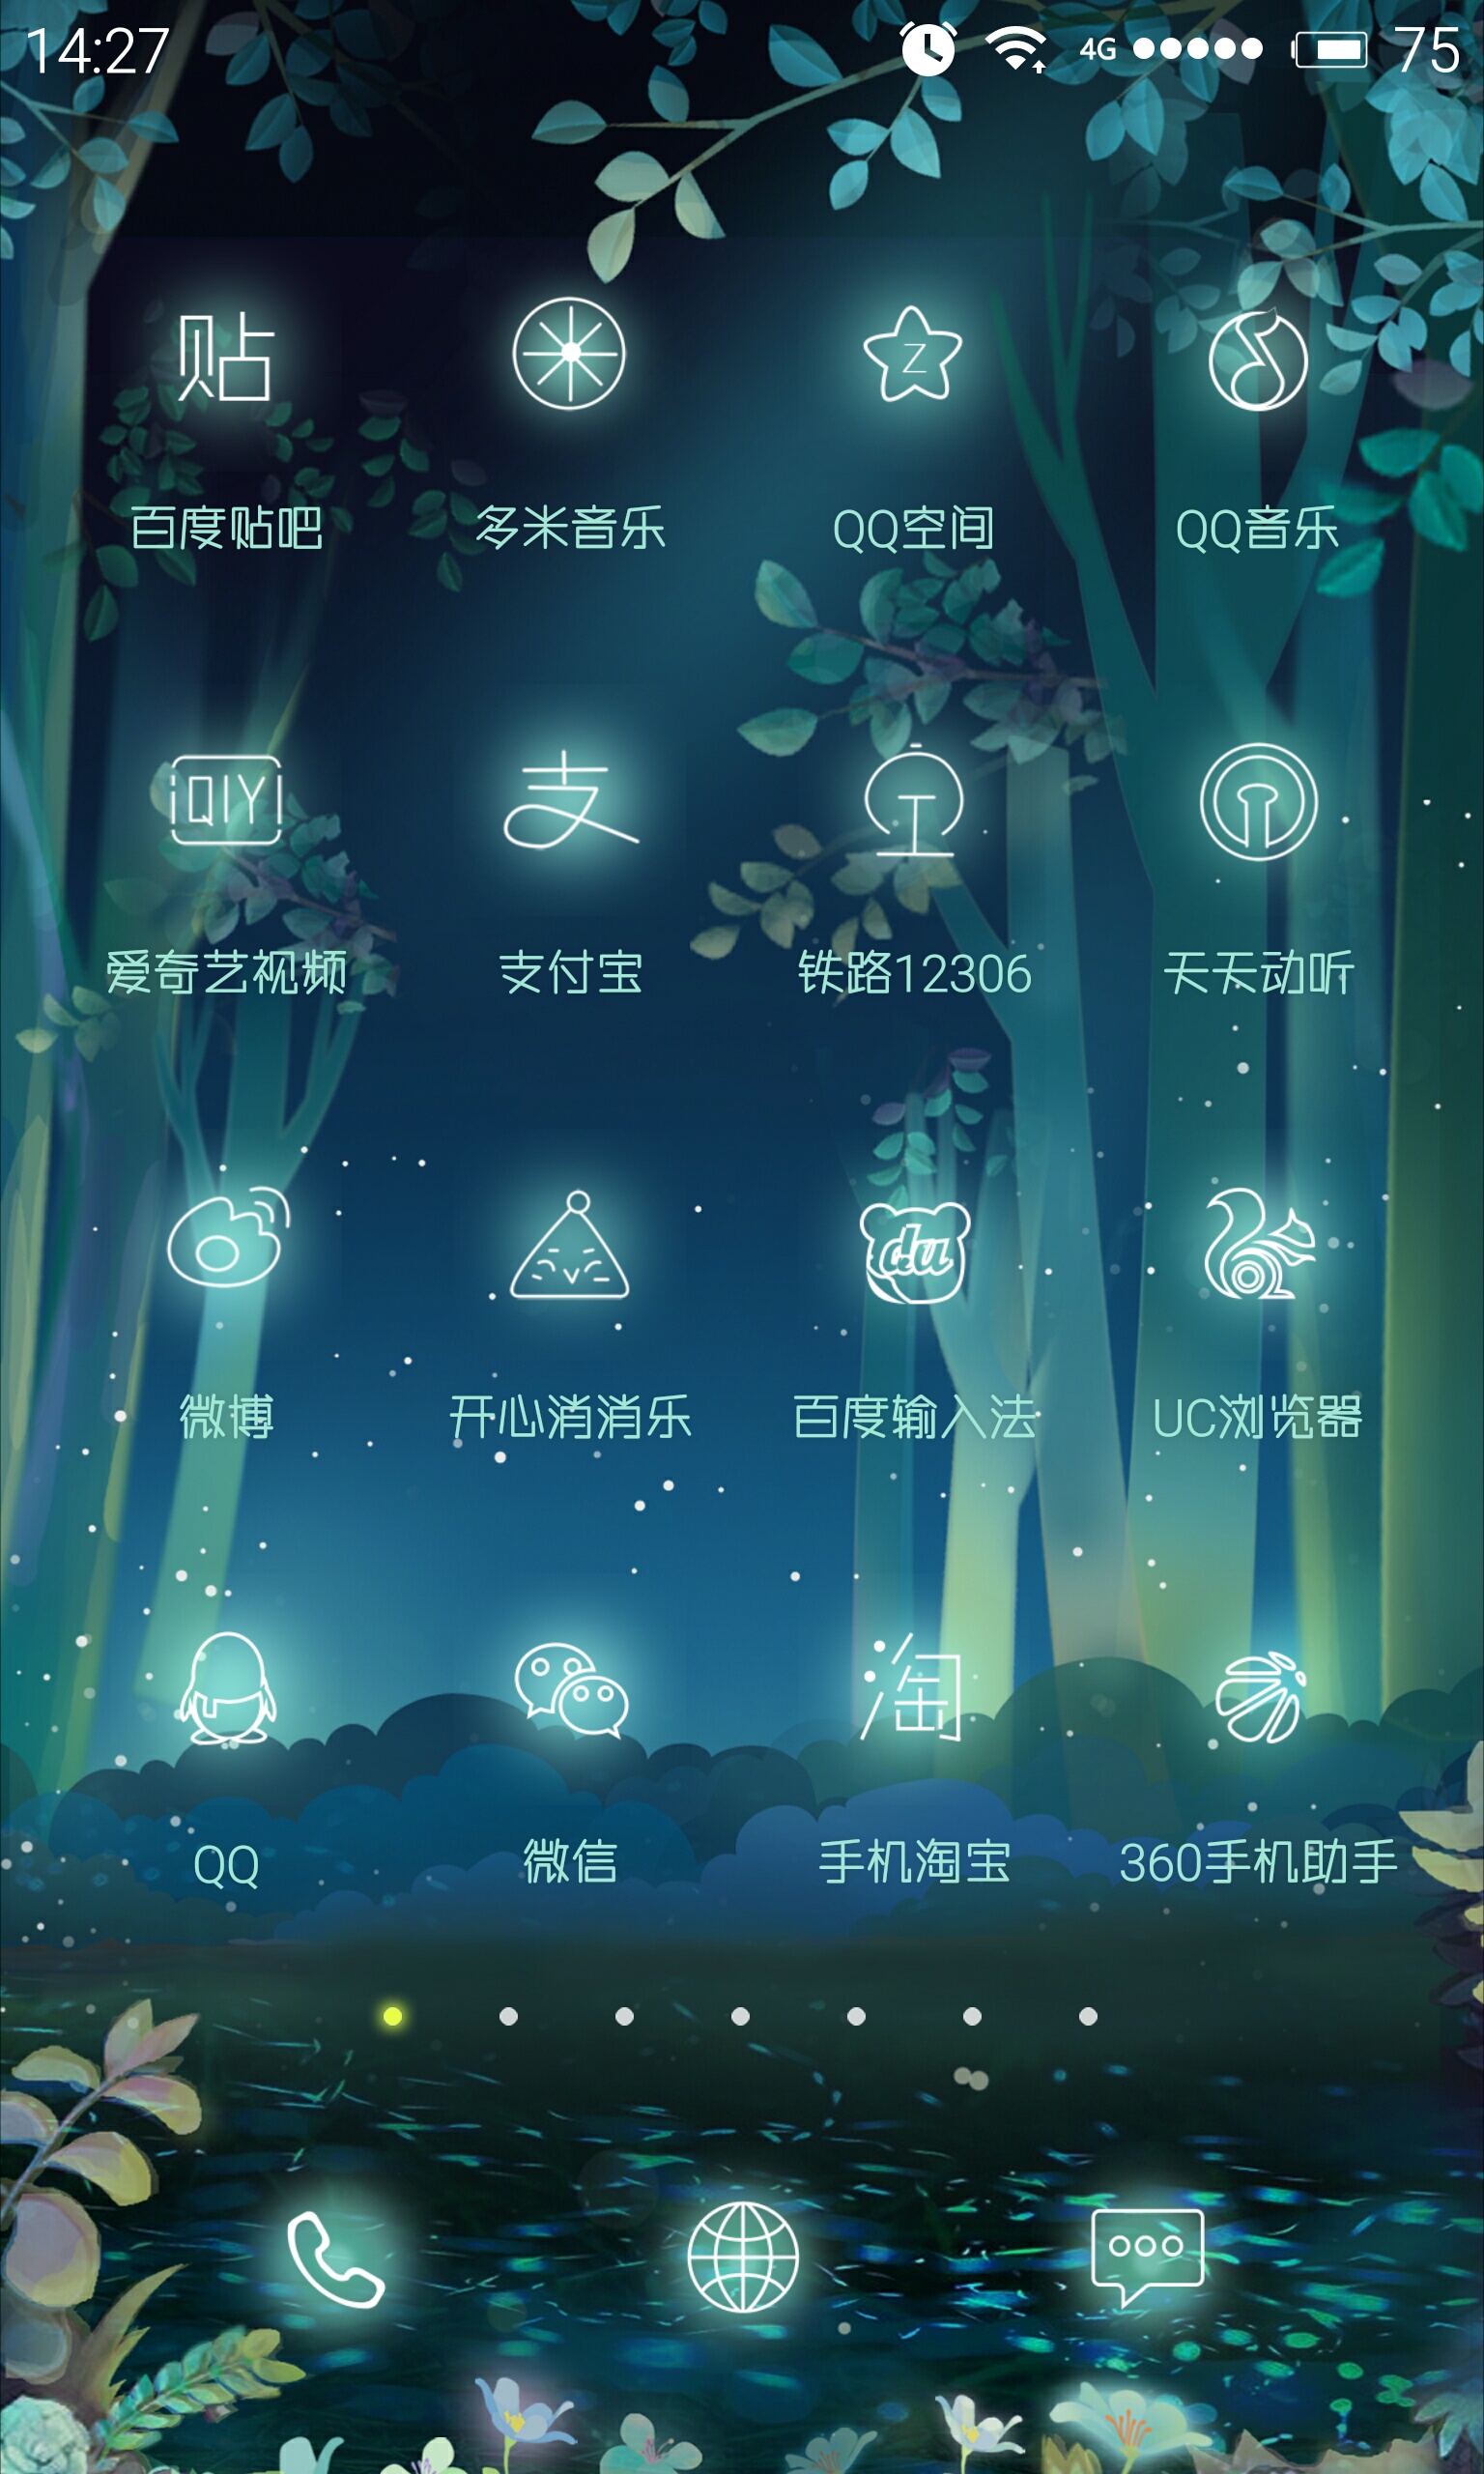 14:27 4G 75
贴 Z
百度贴吧 多米音乐 QQ空间 QQ音乐
iQIYI 支
爱奇艺视频 支付宝 铁路12306 天天动听
du
微博 开心消消乐 百度输入法 UC浏览器
淘
QQ 微信 手机淘宝 360手机助手